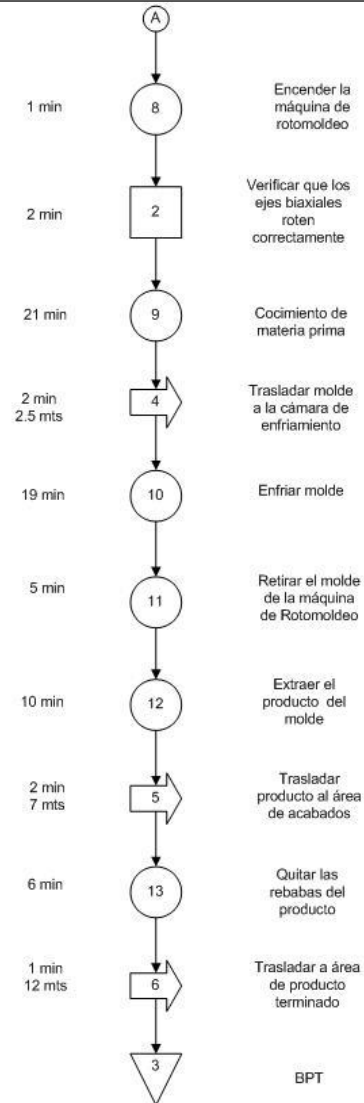 A
1 min
8
Encender la
máquina de
rotomoldeo
2 min
2
Verificar que los
ejes biaxiales
roten
correctamente
21 min
9
Cocimiento de
materia prima
2 min
2.5 mts
4
Trasladar molde
a la cámara de
enfriamiento
19 min
10
Enfriar molde
5 min
11
Retirar el molde
de la máquina
de Rotomoldeo
10 min
12
Extraer el
producto del
molde
2 min
7 mts
5
Trasladar
producto al área
de acabados
6 min
13
Quitar las
rebabas del
producto
1 min
12 mts
6
Trasladar a área
de producto
terminado
3
BPT